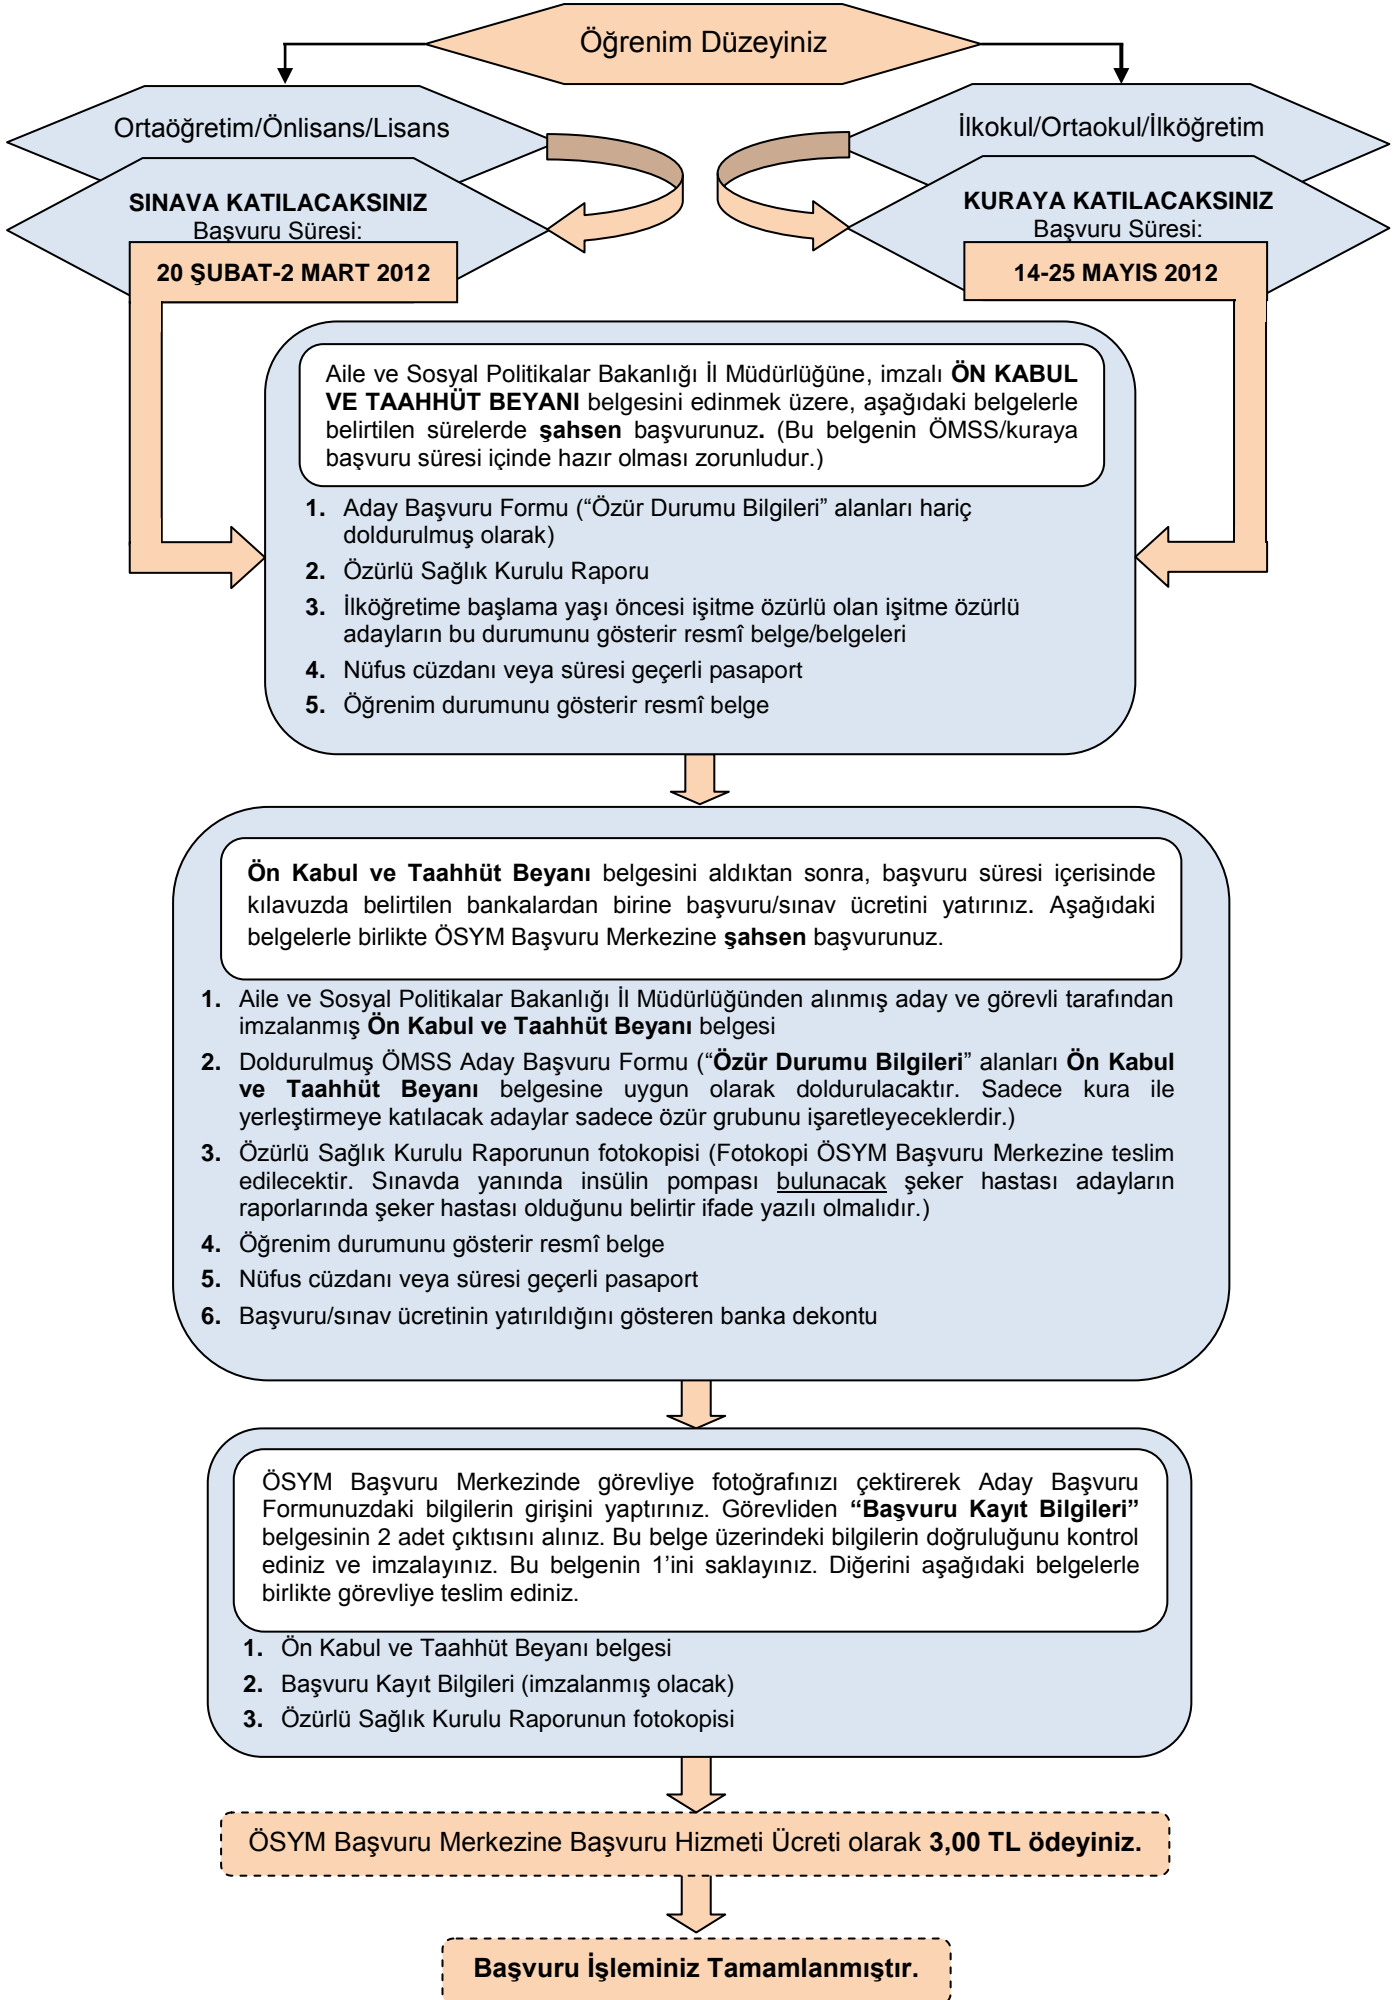 Öğrenim Düzeyiniz
Ortaöğretim/Önlisans/Lisans
SINAVA KATILACAKSINIZ
Başvuru Süresi:
20 ŞUBAT-2 MART 2012
İlkokul/Ortaokul/İlköğretim
KURAYA KATILACAKSINIZ
Başvuru Süresi:
14-25 MAYIS 2012
Aile ve Sosyal Politikalar Bakanlığı İl Müdürlüğüne, imzalı ÖN KABUL
VE TAAHHÜT BEYANI belgesini edinmek üzere, aşağıdaki belgelerle
belirtilen sürelerde şahsen başvurunuz. (Bu belgenin ÖMSS/kuraya
başvuru süresi içinde hazır olması zorunludur.)
1. Aday Başvuru Formu (“Özür Durumu Bilgileri” alanları hariç
doldurulmuş olarak)
2. Özürlü Sağlık Kurulu Raporu
3. İlköğretime başlama yaşı öncesi işitme özürlü olan işitme özürlü
adayların bu durumunu gösterir resmî belge/belgeleri
4. Nüfus cüzdanı veya süresi geçerli pasaport
5. Öğrenim durumunu gösterir resmî belge
Ön Kabul ve Taahhüt Beyanı belgesini aldıktan sonra, başvuru süresi içerisinde
kılavuzda belirtilen bankalardan birine başvuru/sınav ücretini yatırınız. Aşağıdaki
belgelerle birlikte ÖSYM Başvuru Merkezine şahsen başvurunuz.
1. Aile ve Sosyal Politikalar Bakanlığı İl Müdürlüğünden alınmış aday ve görevli tarafından
imzalanmış Ön Kabul ve Taahhüt Beyanı belgesi
2. Doldurulmuş ÖMSS Aday Başvuru Formu (“Özür Durumu Bilgileri” alanları Ön Kabul
ve Taahhüt Beyanı belgesine uygun olarak doldurulacaktır. Sadece kura ile
yerleştirmeye katılacak adaylar sadece özür grubunu işaretleyeceklerdir.)
3. Özürlü Sağlık Kurulu Raporunun fotokopisi (Fotokopi ÖSYM Başvuru Merkezine teslim
edilecektir. Sınavda yanında insülin pompası bulunacak şeker hastası adayların
raporlarında şeker hastası olduğunu belirtir ifade yazılı olmalıdır.)
4. Öğrenim durumunu gösterir resmî belge
5. Nüfus cüzdanı veya süresi geçerli pasaport
6. Başvuru/sınav ücretinin yatırıldığını gösteren banka dekontu
ÖSYM Başvuru Merkezinde görevliye fotoğrafınızı çektirerek Aday Başvuru
Formunuzdaki bilgilerin girişini yaptırınız. Görevliden “Başvuru Kayıt Bilgileri”
belgesinin 2 adet çıktısını alınız. Bu belge üzerindeki bilgilerin doğruluğunu kontrol
ediniz ve imzalayınız. Bu belgenin 1’ini saklayınız. Diğerini aşağıdaki belgelerle
birlikte görevliye teslim ediniz.
1. Ön Kabul ve Taahhüt Beyanı belgesi
2. Başvuru Kayıt Bilgileri (imzalanmış olacak)
3. Özürlü Sağlık Kurulu Raporunun fotokopisi
ÖSYM Başvuru Merkezine Başvuru Hizmeti Ücreti olarak 3,00 TL ödeyiniz.
Başvuru İşleminiz Tamamlanmıştır.